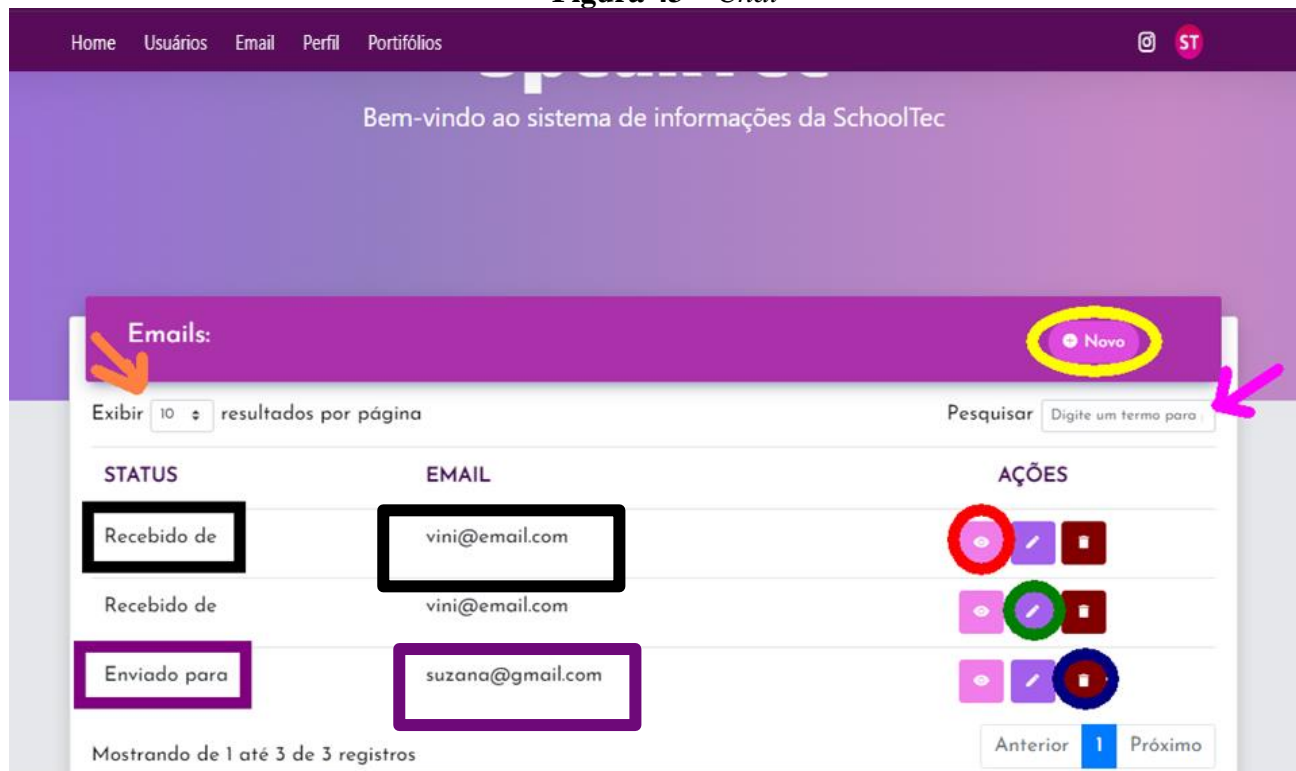 Home Usuários Email Perfil Portifólios ST
Bem-vindo ao sistema de informações da SchoolTec
Emails:
Novo
Exibir 10 resultados por página
Pesquisar Digite um termo para
STATUS EMAIL AÇÕES
Recebido de vini@email.com
Recebido de vini@email.com
Enviado para suzana@gmail.com
Mostrando de 1 até 3 de 3 registros
Anterior 1 Próximo